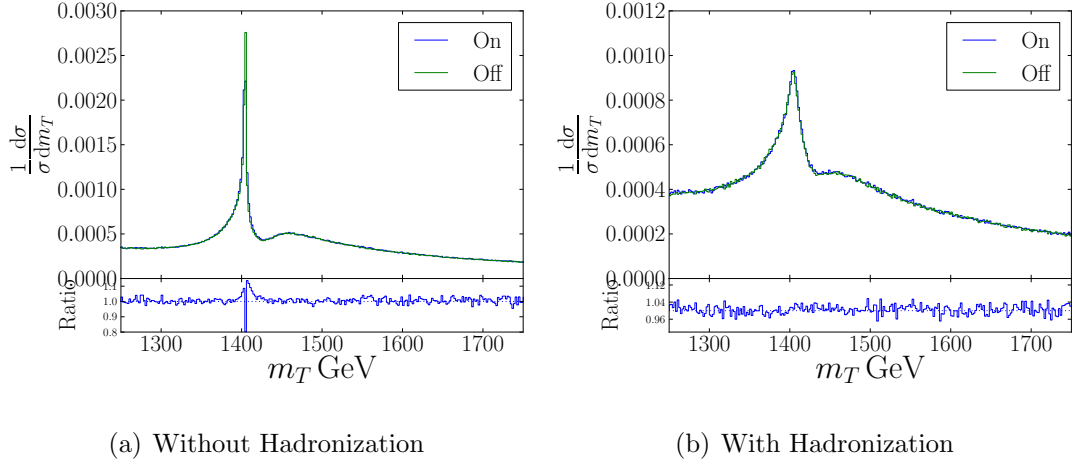 0.0030
0.0025
0.0020
0.0015
0.0010
0.0005
0.0000
1/σ dσ/dm_T
On
Off
1.1
1.0
0.9
0.8
Ratio
1300 1400 1500 1600 1700
m_T GeV
(a) Without Hadronization
0.0012
0.0010
0.0008
0.0006
0.0004
0.0002
0.0000
1/σ dσ/dm_T
On
Off
1.12
1.04
0.96
Ratio
1300 1400 1500 1600 1700
m_T GeV
(b) With Hadronization